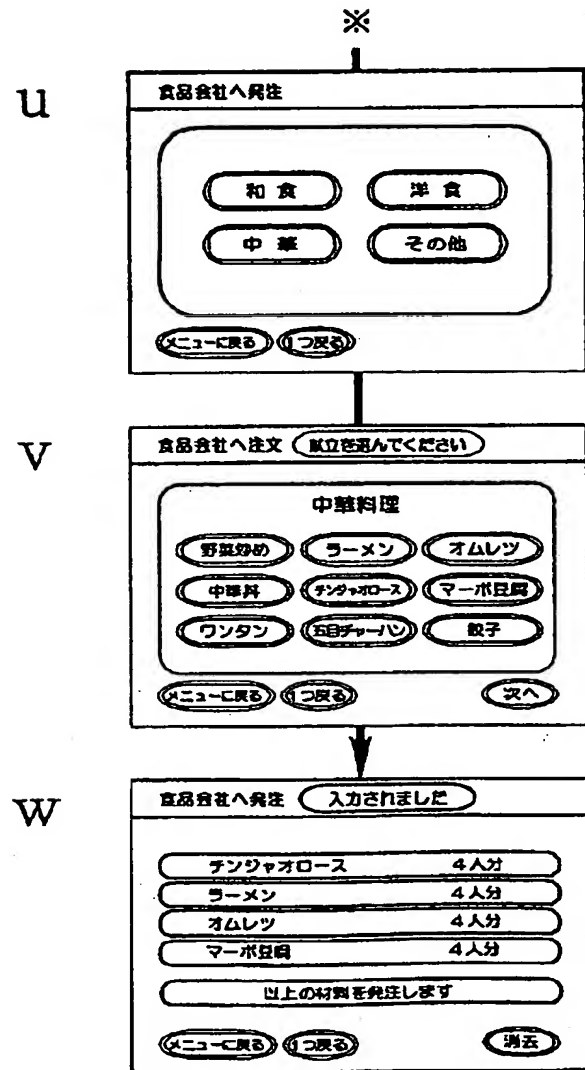 ※
u
食品会社へ発注
和食 洋食
中華 その他
メニューに戻る 1つ戻る
v
食品会社へ注文 献立を選んでください
中華料理
野菜炒め ラーメン オムレツ
中華丼 チンジャオロース マーボ豆腐
ワンタン 五目チャーハン 餃子
メニューに戻る 1つ戻る 次へ
w
食品会社へ発注 入力されました
チンジャオロース 4人分
ラーメン 4人分
オムレツ 4人分
マーボ豆腐 4人分
以上の材料を発注します
メニューに戻る 1つ戻る 消去